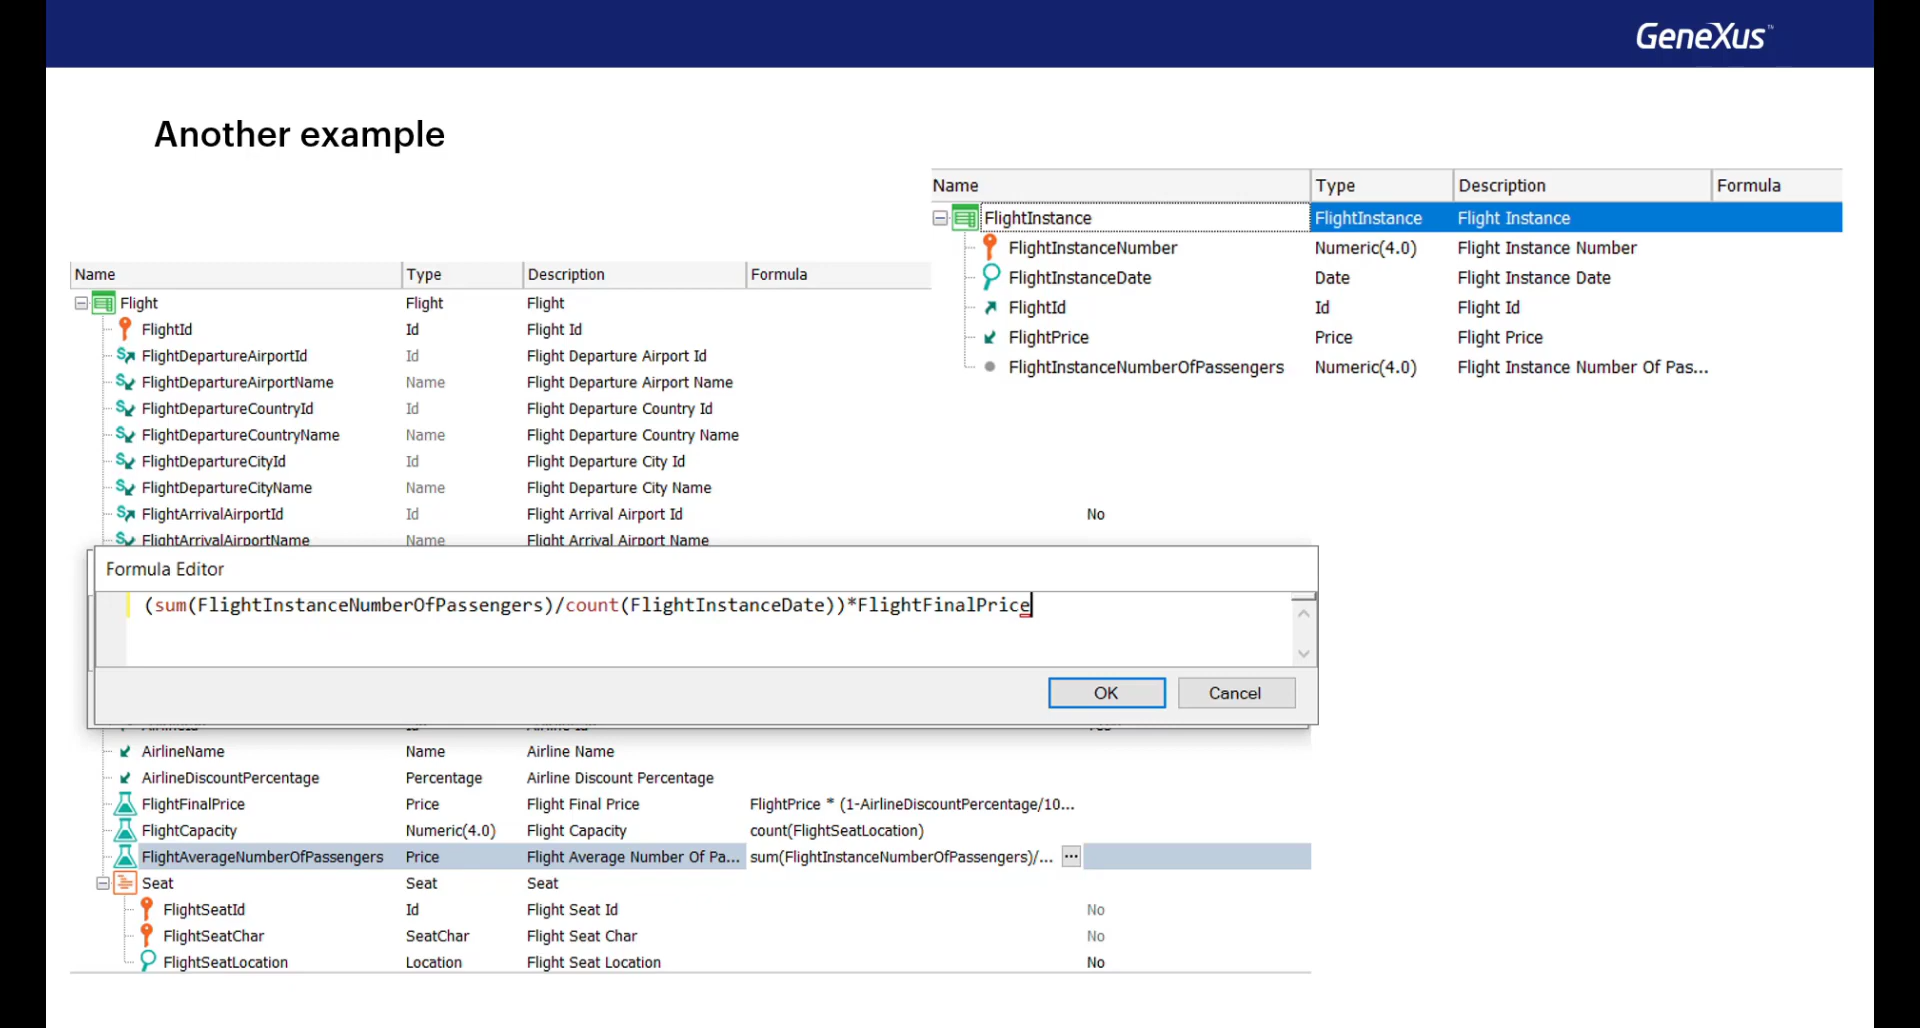 GeneXus™
Another example
Name Type Description Formula
FlightInstance FlightInstance Flight Instance
FlightInstanceNumber Numeric(4.0) Flight Instance Number
FlightInstanceDate Date Flight Instance Date
FlightId Id Flight Id
FlightPrice Price Flight Price
FlightInstanceNumberOfPassengers Numeric(4.0) Flight Instance Number Of Pas...
Name Type Description Formula
Flight Flight Flight
FlightId Id Flight Id
FlightDepartureAirportId Id Flight Departure Airport Id
FlightDepartureAirportName Name Flight Departure Airport Name
FlightDepartureCountryId Id Flight Departure Country Id
FlightDepartureCountryName Name Flight Departure Country Name
FlightDepartureCityId Id Flight Departure City Id
FlightDepartureCityName Name Flight Departure City Name
FlightArrivalAirportId Id Flight Arrival Airport Id No
FlightArrivalAirportName Name Flight Arrival Airport Name
Formula Editor
(sum(FlightInstanceNumberOfPassengers)/count(FlightInstanceDate))*FlightFinalPrice
OK Cancel
AirlineName Name Airline Name
AirlineDiscountPercentage Percentage Airline Discount Percentage
FlightFinalPrice Price Flight Final Price FlightPrice * (1-AirlineDiscountPercentage/10...
FlightCapacity Numeric(4.0) Flight Capacity count(FlightSeatLocation)
FlightAverageNumberOfPassengers Price Flight Average Number Of Pa... sum(FlightInstanceNumberOfPassengers)/... ...
Seat Seat Seat
FlightSeatId Id Flight Seat Id No
FlightSeatChar SeatChar Flight Seat Char No
FlightSeatLocation Location Flight Seat Location No